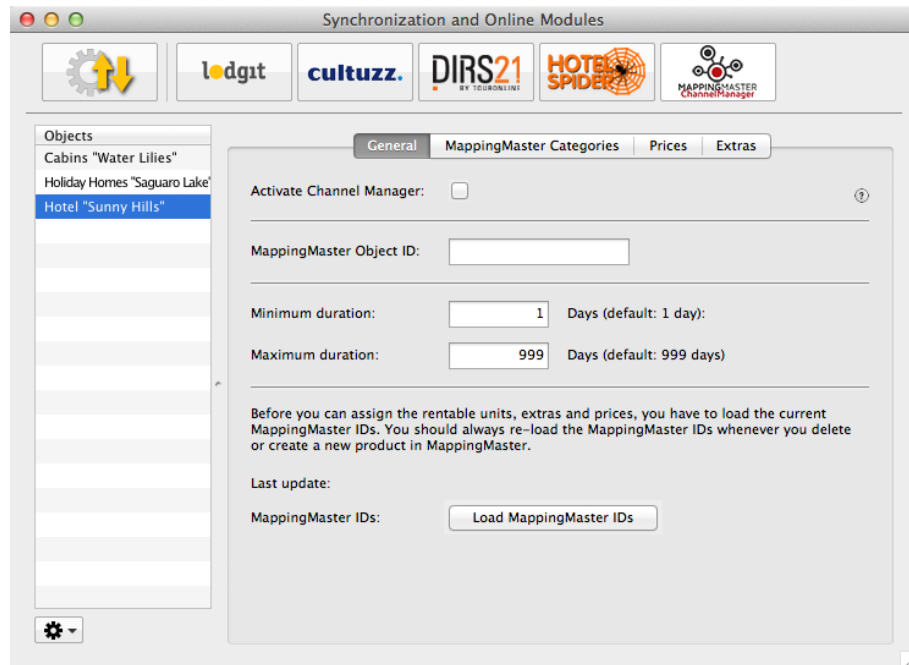 Synchronization and Online Modules
lodgit
cultuzz.
DIRS21
BY TOURONLINE
HOTEL
SPIDER
MAPPINGMASTER
ChannelManager
Objects
Cabins "Water Lilies"
Holiday Homes "Saguaro Lake"
Hotel "Sunny Hills"
General
MappingMaster Categories
Prices
Extras
Activate Channel Manager:
?
MappingMaster Object ID:
Minimum duration:
1
Days (default: 1 day):
Maximum duration:
999
Days (default: 999 days)
Before you can assign the rentable units, extras and prices, you have to load the current
MappingMaster IDs. You should always re-load the MappingMaster IDs whenever you delete
or create a new product in MappingMaster.
Last update:
MappingMaster IDs:
Load MappingMaster IDs